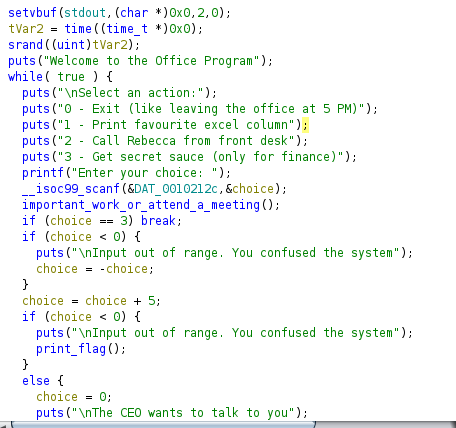 setvbuf(stdout,(char *)0x0,2,0);
tVar2 = time((time_t *)0x0);
srand((uint)tVar2);
puts("Welcome to the Office Program");
while( true ) {
puts("\nSelect an action:");
puts("0 - Exit (like leaving the office at 5 PM)");
puts("1 - Print favourite excel column");
puts("2 - Call Rebecca from front desk");
puts("3 - Get secret sauce (only for finance)");
printf("Enter your choice: ");
__isoc99_scanf(&DAT_0010212c,&choice);
important_work_or_attend_a_meeting();
if (choice == 3) break;
if (choice < 0) {
puts("\nInput out of range. You confused the system");
choice = -choice;
}
choice = choice + 5;
if (choice < 0) {
puts("\nInput out of range. You confused the system");
print_flag();
}
else {
choice = 0;
puts("\nThe CEO wants to talk to you");